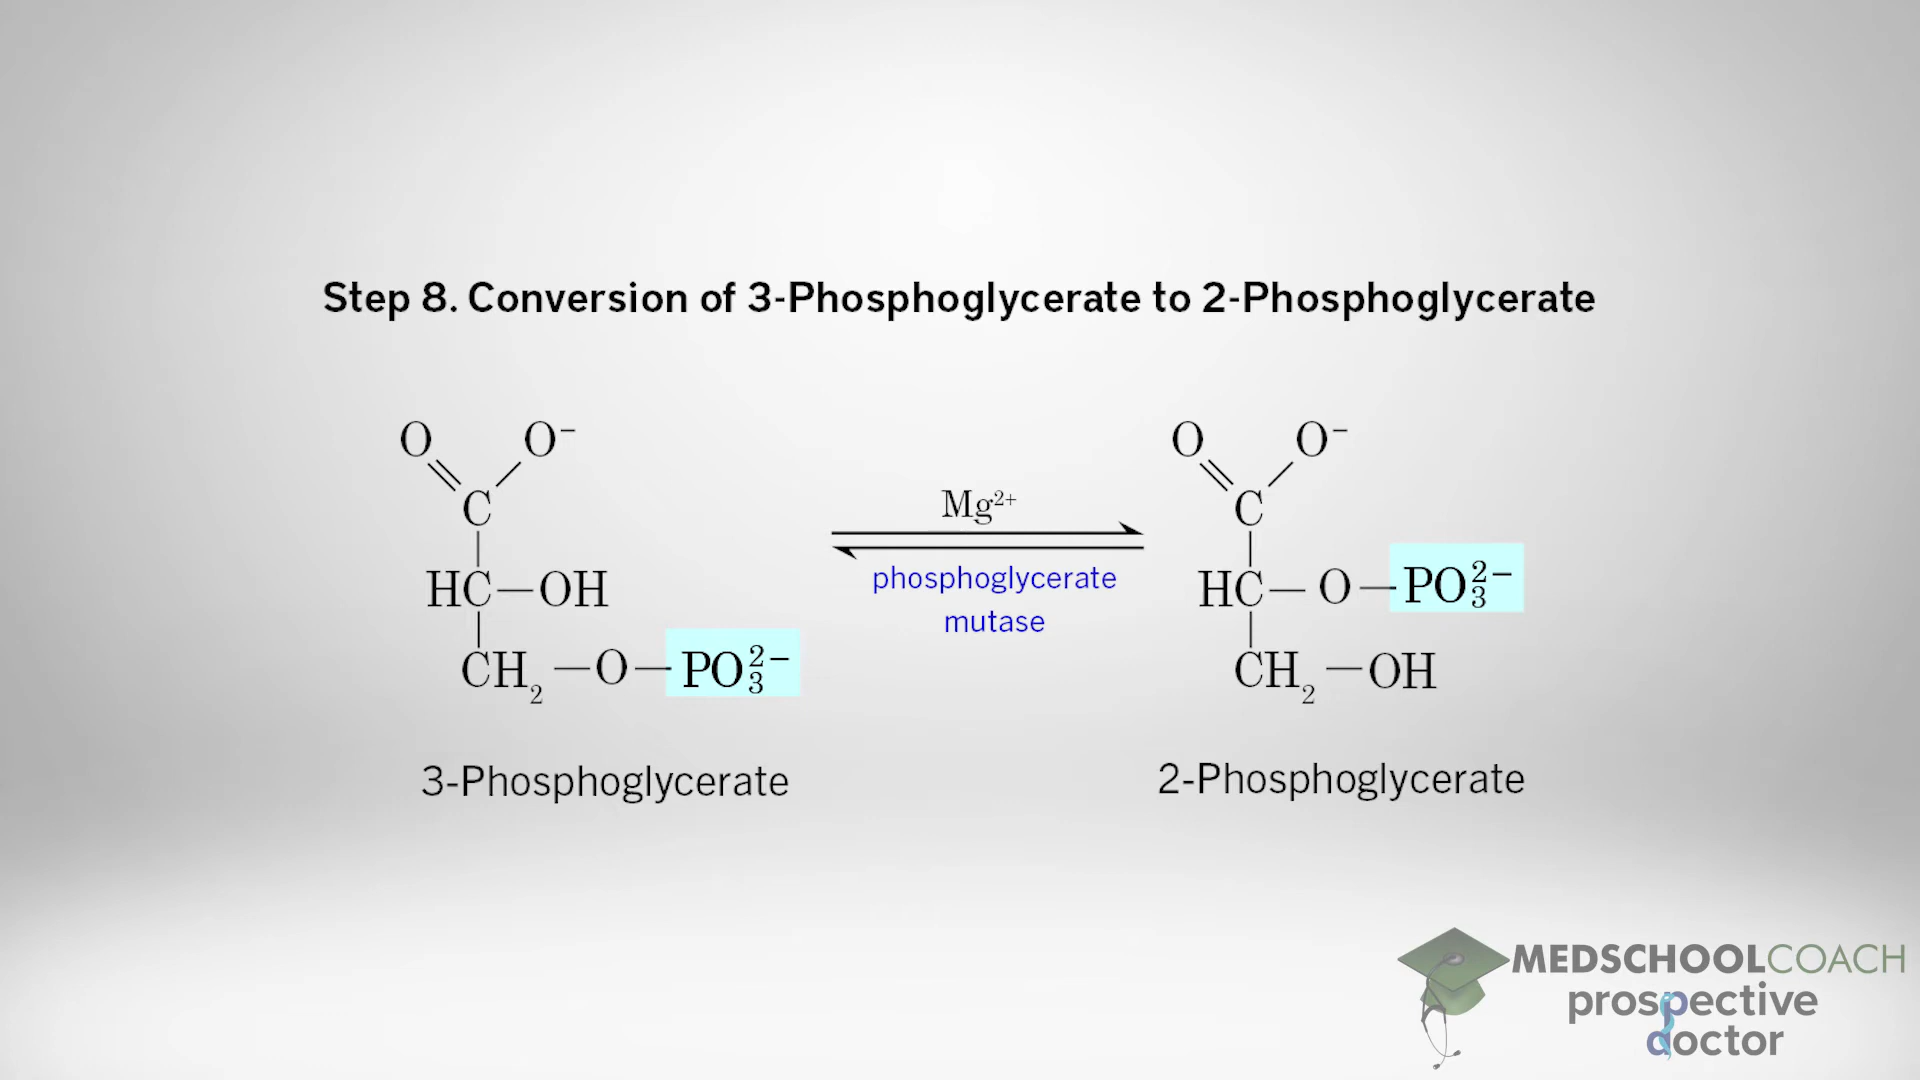 Step 8. Conversion of 3-Phosphoglycerate to 2-Phosphoglycerate
O O⁻
C
HC—OH
CH₂—O—PO₃²⁻
3-Phosphoglycerate
Mg²⁺
phosphoglycerate
mutase
O O⁻
C
HC—O—PO₃²⁻
CH₂—OH
2-Phosphoglycerate
MEDSCHOOLCOACH
prospective
doctor